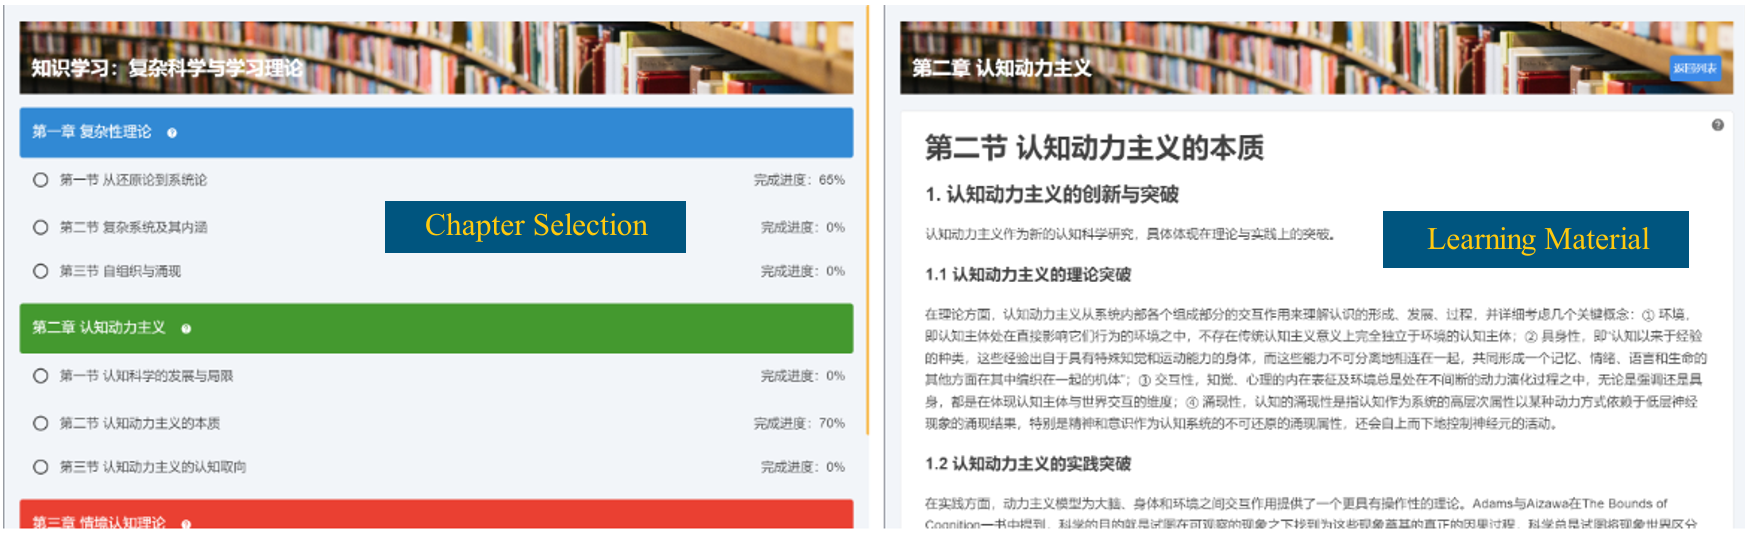 知识学习：复杂科学与学习理论
第一章 复杂性理论
第一节 从还原论到系统论 完成进度：65%
第二节 复杂系统及其内涵 完成进度：0%
第三节 自组织与涌现 完成进度：0%
Chapter Selection
第二章 认知动力主义
第一节 认知科学的发展与局限 完成进度：0%
第二节 认知动力主义的本质 完成进度：70%
第三节 认知动力主义的认知取向 完成进度：0%
第三章 情境认知理论
第二章 认知动力主义
返回列表
第二节 认知动力主义的本质
1. 认知动力主义的创新与突破
认知动力主义作为新的认知科学研究，具体体现在理论与实践上的突破。
Learning Material
1.1 认知动力主义的理论突破
在理论方面，认知动力主义从系统内部各个组成部分的交互作用来理解认识的形成、发展、过程，并详细考虑几个关键概念：① 环境，
即认知主体处在直接影响它们行为的环境之中，不存在传统认知主义意义上完全独立于环境的认知主体；② 具身性，即“认知以来于经验
的种类，这些经验出自于具有特殊知觉和运动能力的身体，而这些能力不可分离地相连在一起，共同形成一个记忆、情绪、语言和生命的
其他方面在其中编织在一起的机体”；③ 交互性，知觉、心理的内在表征及环境总是处在不间断的动力演化过程之中，无论是强调还是具
身，都是在体现认知主体与世界交互的维度；④ 涌现性，认知的涌现性是指认知作为系统的高层次属性以某种动力方式依赖于低层神经
现象的涌现结果，特别是精神和意识作为认知系统的不可还原的涌现属性，还会自上而下地控制神经元的活动。
1.2 认知动力主义的实践突破
在实践方面，动力主义模型为大脑、身体和环境之间交互作用提供了一个更具有操作性的理论。Adams与Aizawa在The Bounds of
Cognition一书中提到，科学的目的就是试图在可观察的现象之下找到为这些现象奠基的真正的因果过程，科学总是试图将现象世界区分